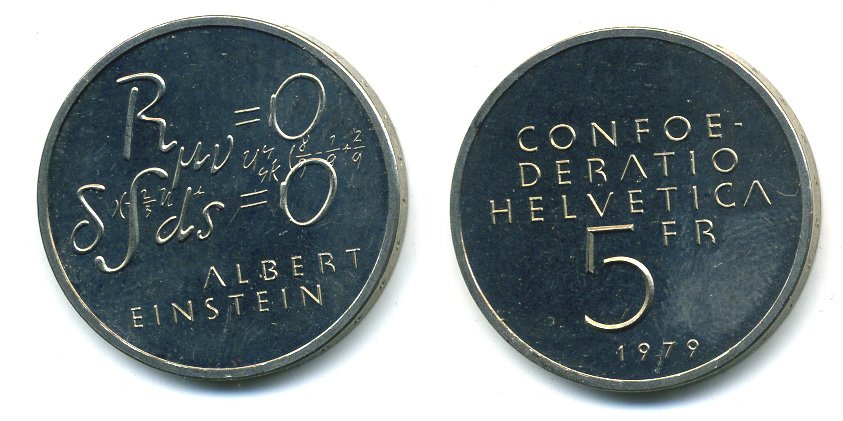 Rμν = 0
δ∫ds = 0
ALBERT
EINSTEIN
CONFOE-
DERATIO
HELVETICA
5 FR
1979